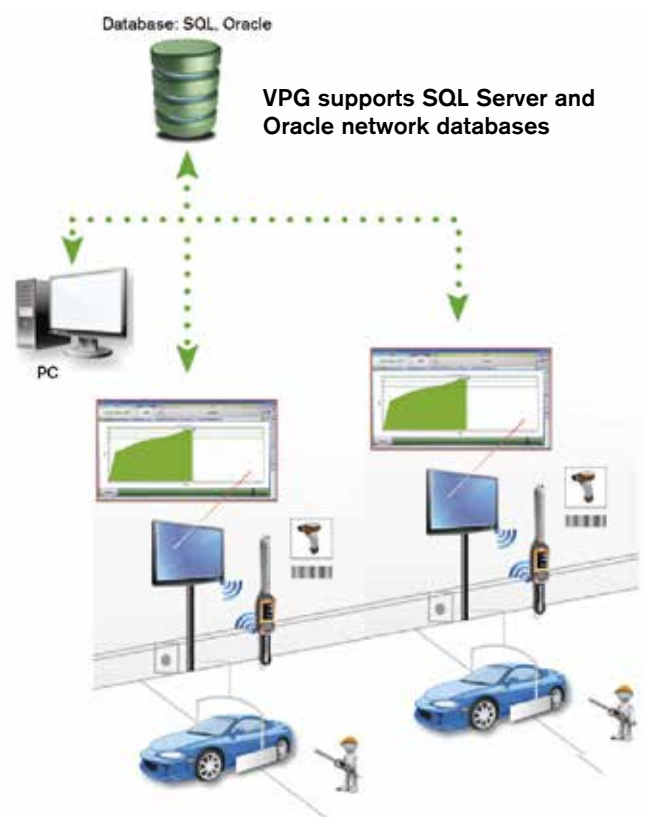 Database: SQL, Oracle
VPG supports SQL Server and
Oracle network databases
PC